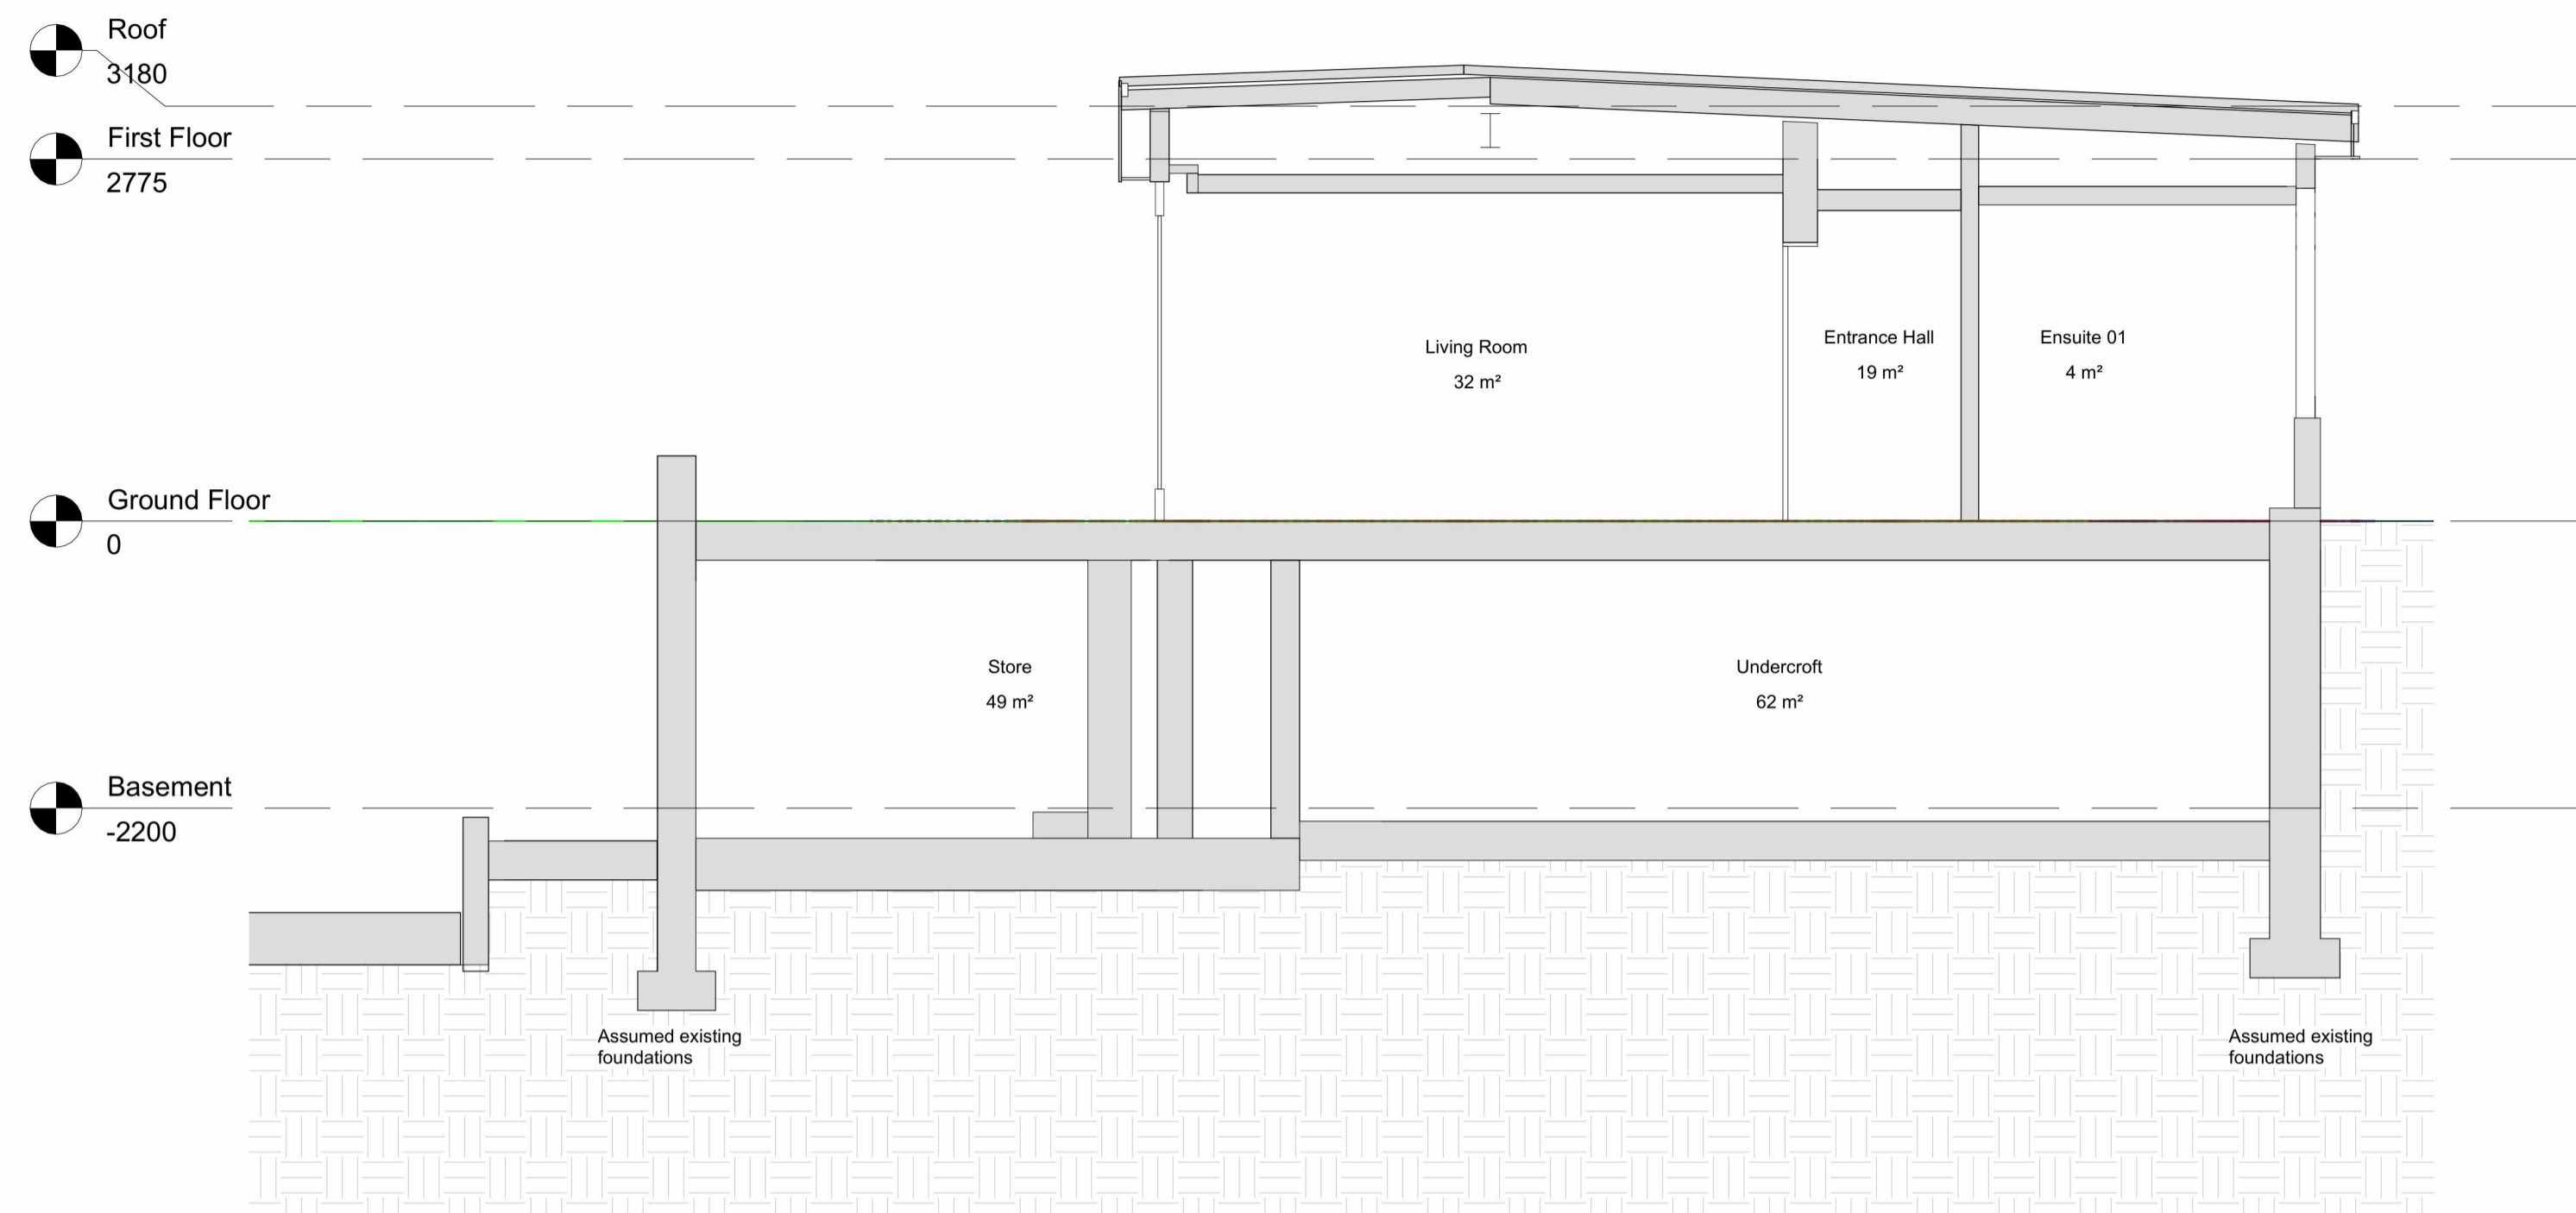 Roof
3180
First Floor
2775
Living Room
32 m²
Entrance Hall
19 m²
Ensuite 01
4 m²
Ground Floor
0
Store
49 m²
Undercroft
62 m²
Basement
-2200
Assumed existing
foundations
Assumed existing
foundations